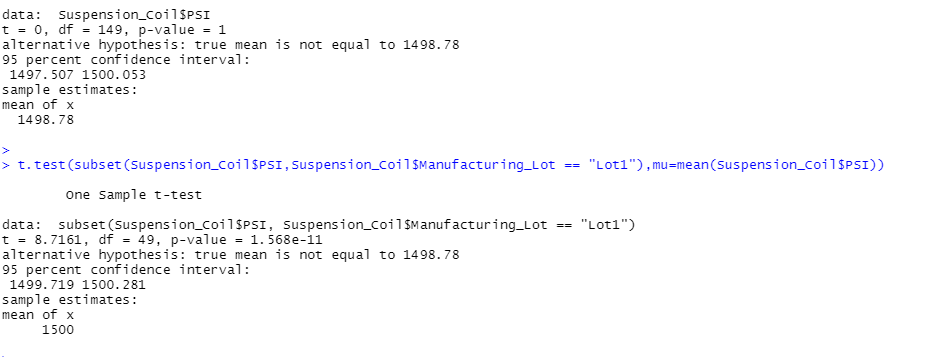 data:  Suspension_Coil$PSI
t = 0, df = 149, p-value = 1
alternative hypothesis: true mean is not equal to 1498.78
95 percent confidence interval:
 1497.507 1500.053
sample estimates:
mean of x
  1498.78
>
> t.test(subset(Suspension_Coil$PSI,Suspension_Coil$Manufacturing_Lot == "Lot1"),mu=mean(Suspension_Coil$PSI))
        One Sample t-test
data:  subset(Suspension_Coil$PSI, Suspension_Coil$Manufacturing_Lot == "Lot1")
t = 8.7161, df = 49, p-value = 1.568e-11
alternative hypothesis: true mean is not equal to 1498.78
95 percent confidence interval:
 1499.719 1500.281
sample estimates:
mean of x
     1500